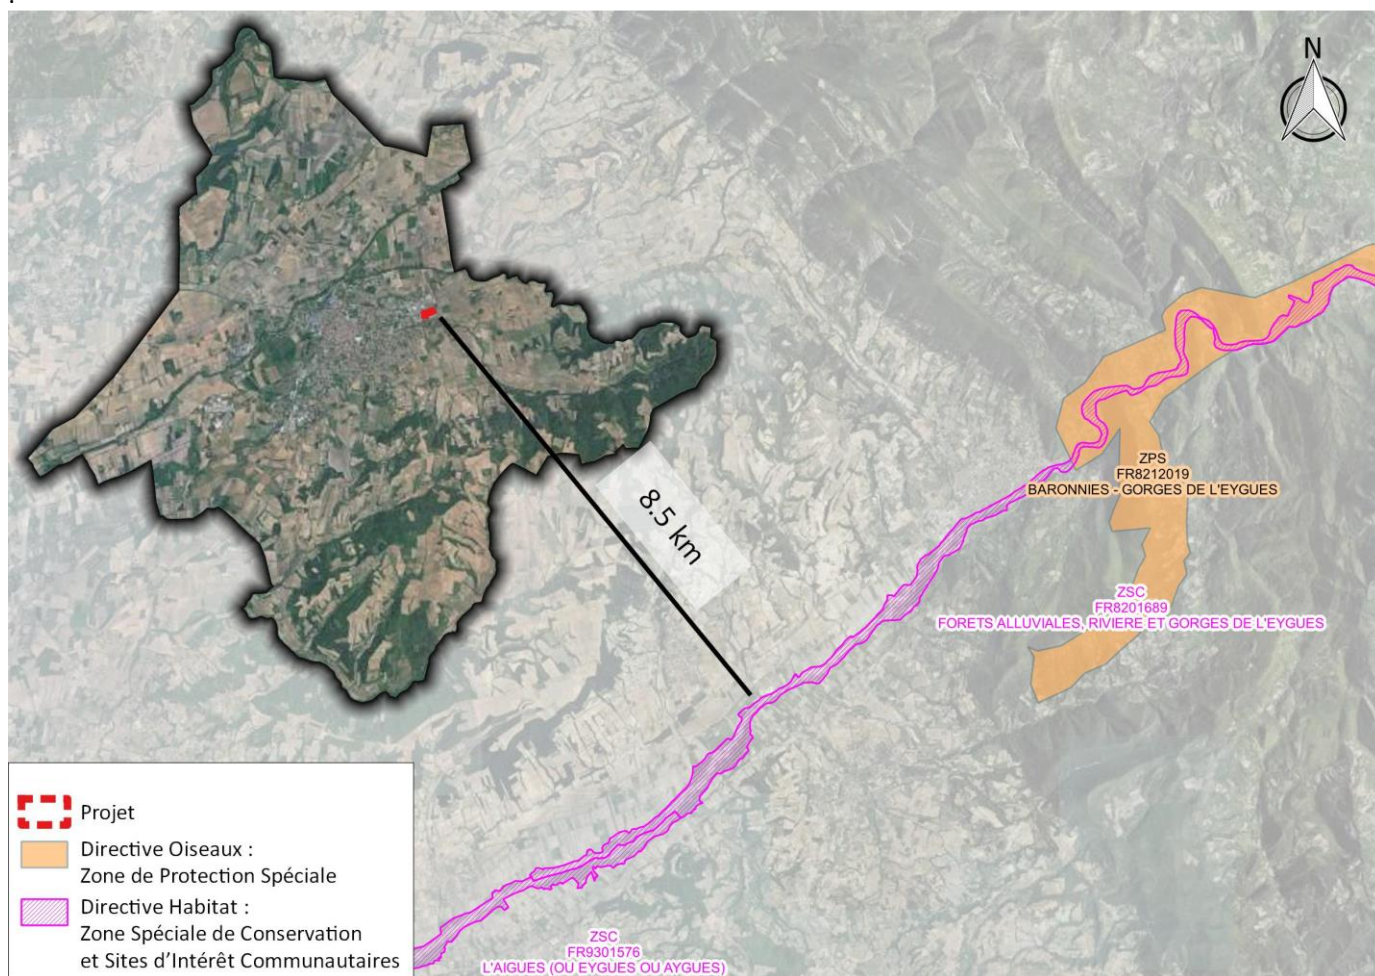 N
8.5 km
ZPS
FR8212019
BARONNIES - GORGES DE L'EYGUES
ZSC
FR8201689
FORETS ALLUVIALES, RIVIERE ET GORGES DE L'EYGUES
Projet
Directive Oiseaux :
Zone de Protection Spéciale
Directive Habitat :
Zone Spéciale de Conservation
et Sites d’Intérêt Communautaires
ZSC
FR9301576
L'AIGUES (OU EYGUES OU AYGUES)